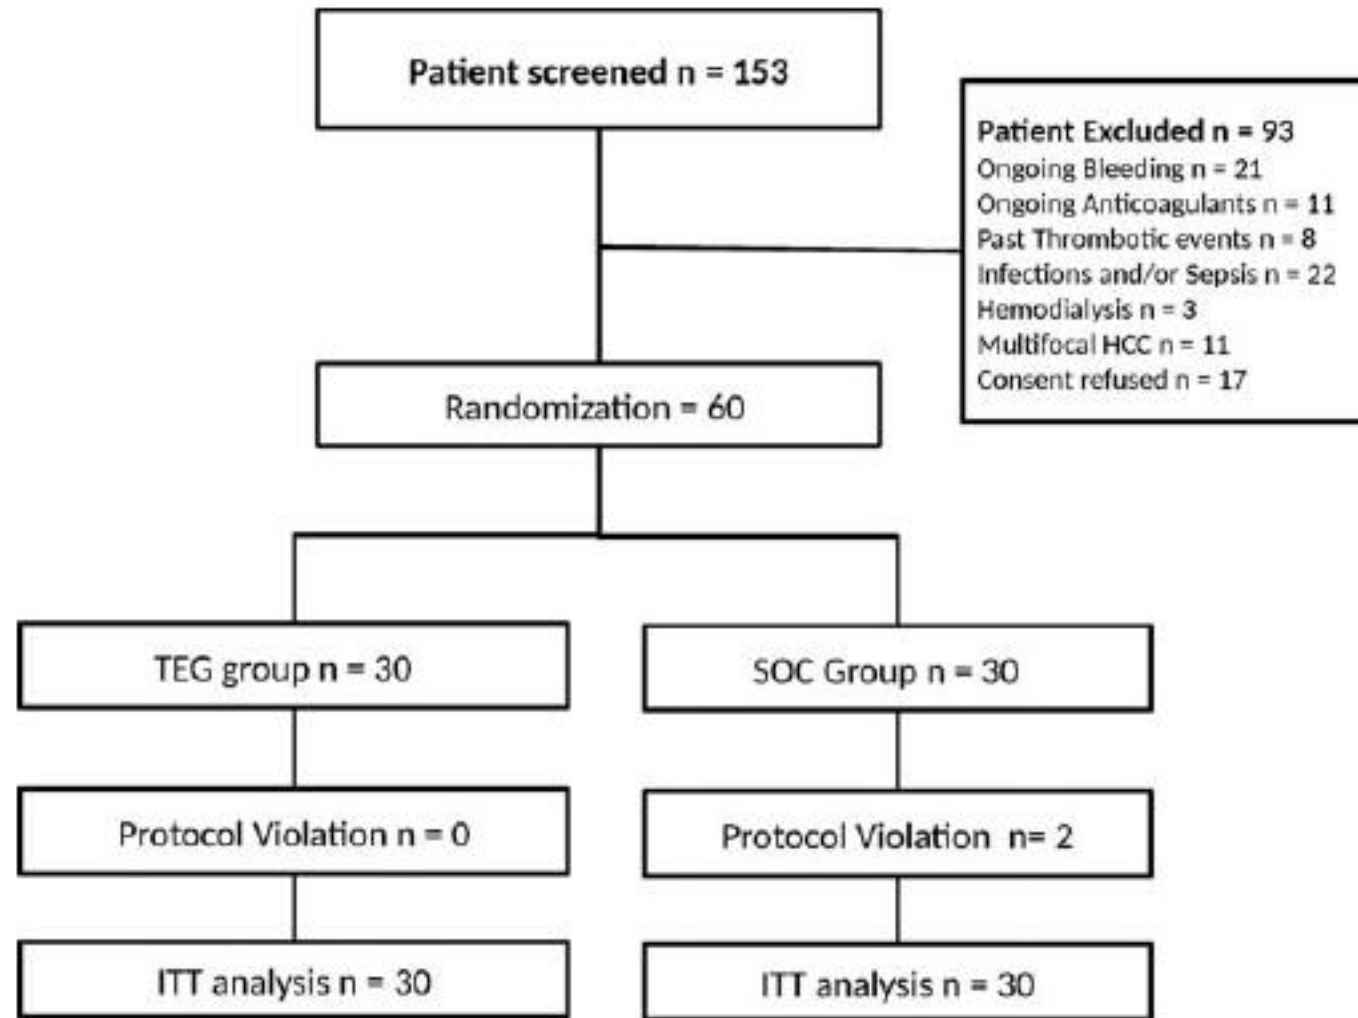 Patient screened n = 153
Patient Excluded n = 93
Ongoing Bleeding n = 21
Ongoing Anticoagulants n = 11
Past Thrombotic events n = 8
Infections and/or Sepsis n = 22
Hemodialysis n = 3
Multifocal HCC n = 11
Consent refused n = 17
Randomization = 60
TEG group n = 30
SOC Group n = 30
Protocol Violation n = 0
Protocol Violation n= 2
ITT analysis n = 30
ITT analysis n = 30